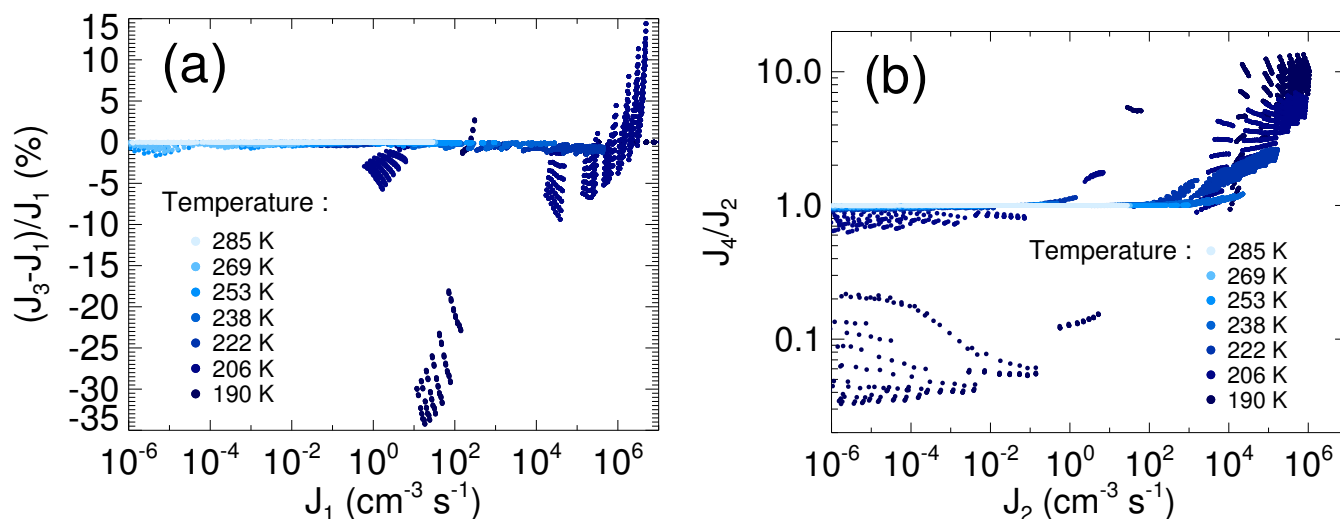 (a)
(J₃-J₁)/J₁ (%)
15
10
5
0
-5
-10
-15
-20
-25
-30
-35
Temperature :
285 K
269 K
253 K
238 K
222 K
206 K
190 K
10⁻⁶ 10⁻⁴ 10⁻² 10⁰ 10² 10⁴ 10⁶
J₁ (cm⁻³ s⁻¹)
(b)
J₄/J₂
10.0
1.0
0.1
Temperature :
285 K
269 K
253 K
238 K
222 K
206 K
190 K
10⁻⁶ 10⁻⁴ 10⁻² 10⁰ 10² 10⁴ 10⁶
J₂ (cm⁻³ s⁻¹)